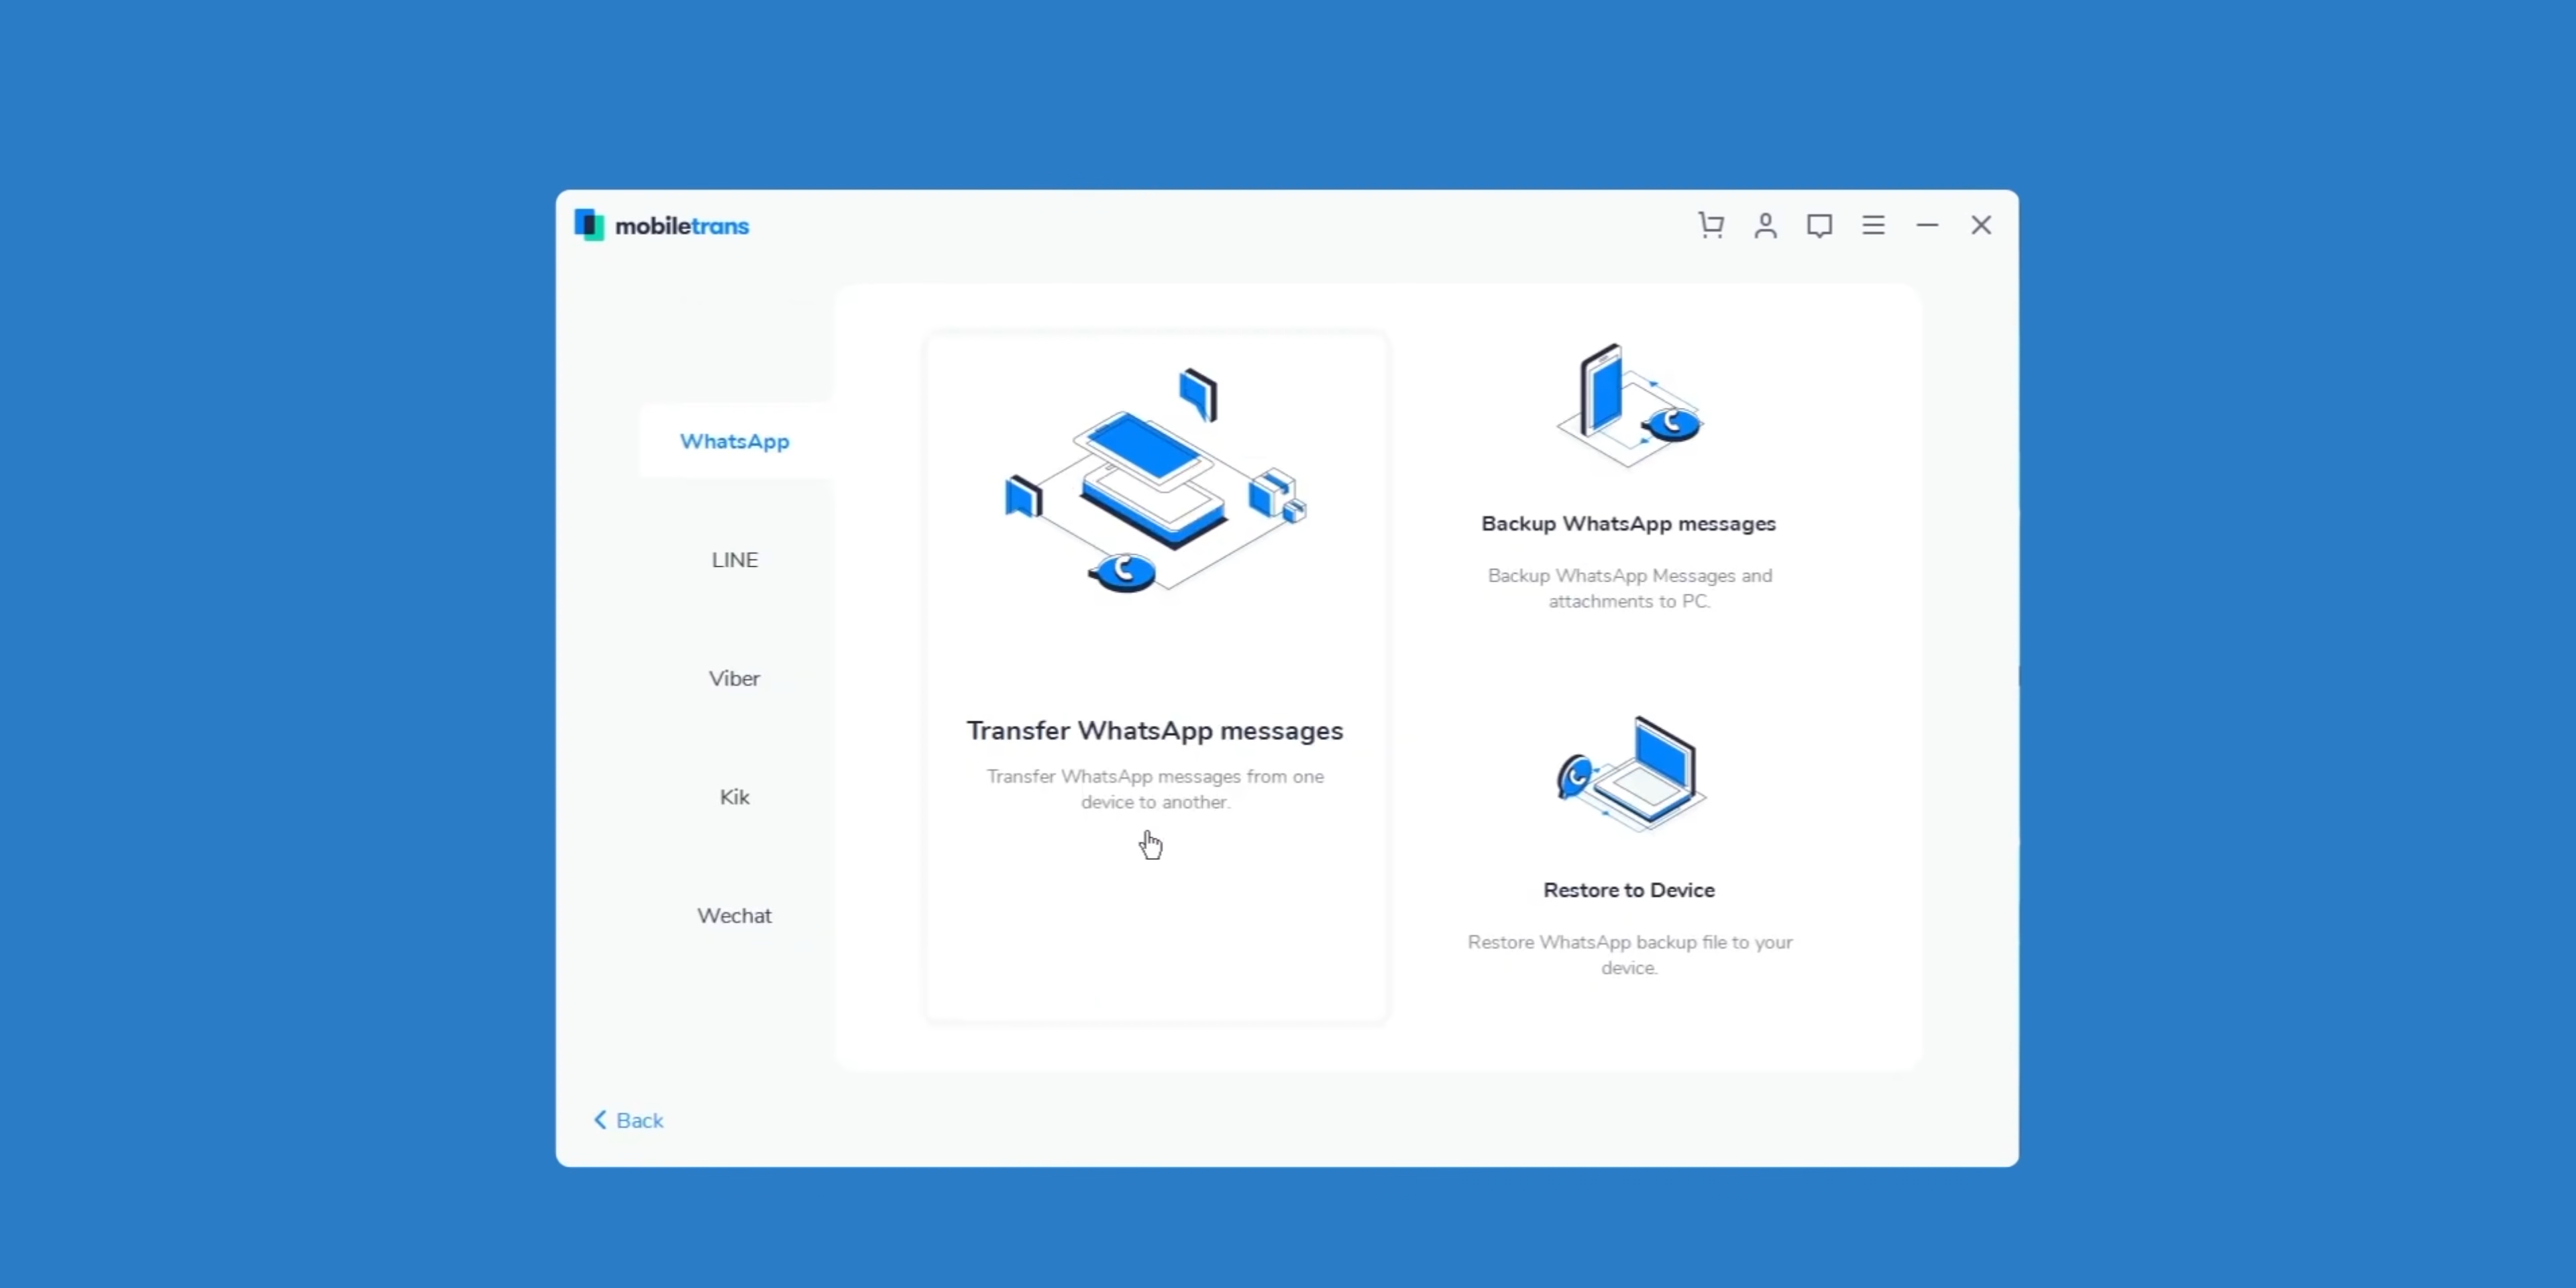 mobiletrans
WhatsApp
LINE
Viber
Kik
Wechat
Transfer WhatsApp messages
Transfer WhatsApp messages from one
device to another.
Backup WhatsApp messages
Backup WhatsApp Messages and
attachments to PC.
Restore to Device
Restore WhatsApp backup file to your
device.
Back